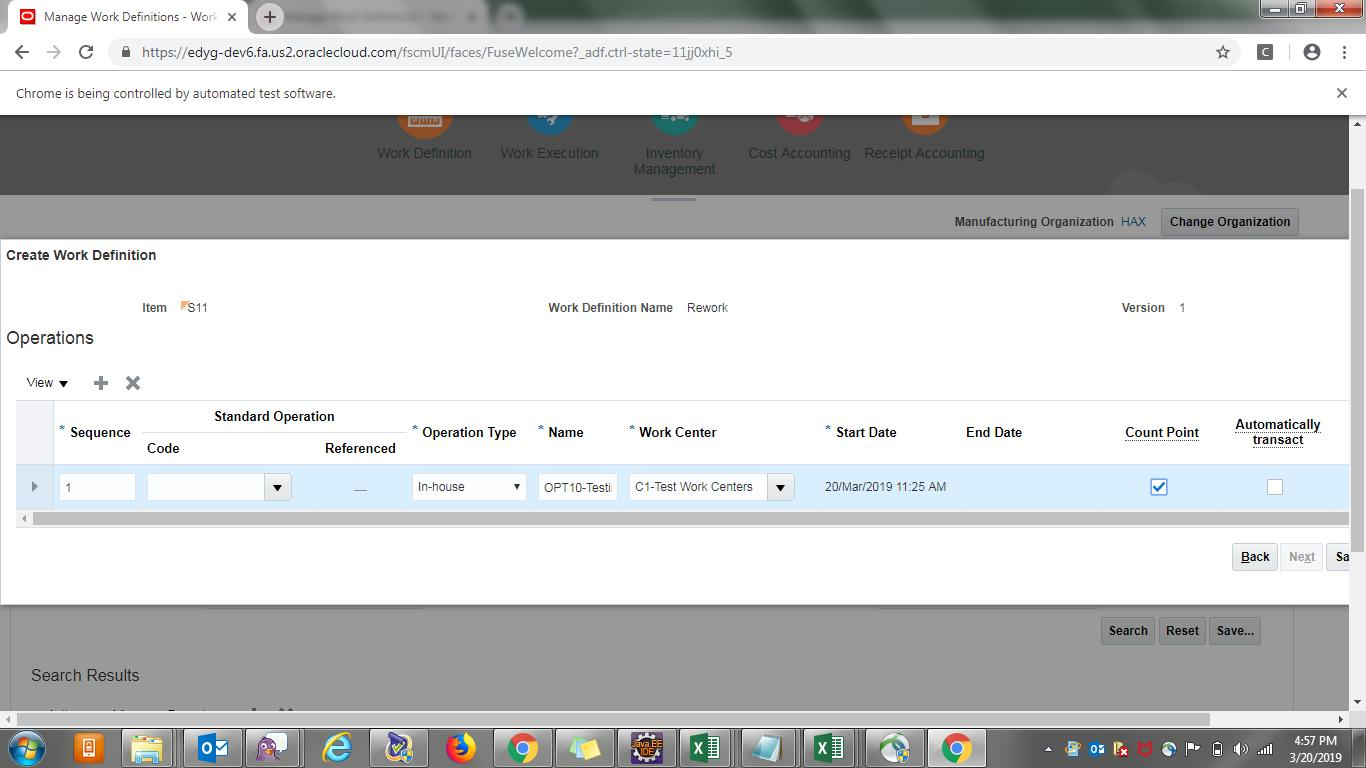 Manage Work Definitions - Work
https://edyg-dev6.fa.us2.oraclecloud.com/fscmUI/faces/FuseWelcome?_adf.ctrl-state=11jj0xhi_5
C
Chrome is being controlled by automated test software.
Work Definition Work Execution Inventory Management Cost Accounting Receipt Accounting
Manufacturing Organization HAX Change Organization
Create Work Definition
Item S11 Work Definition Name Rework Version 1
Operations
View
Standard Operation
* Sequence Code Referenced * Operation Type * Name * Work Center * Start Date End Date Count Point Automatically transact
1 — In-house OPT10-Testi C1-Test Work Centers 20/Mar/2019 11:25 AM
Back Next Sa
Search Reset Save...
Search Results
Java EE IDE
4:57 PM
3/20/2019